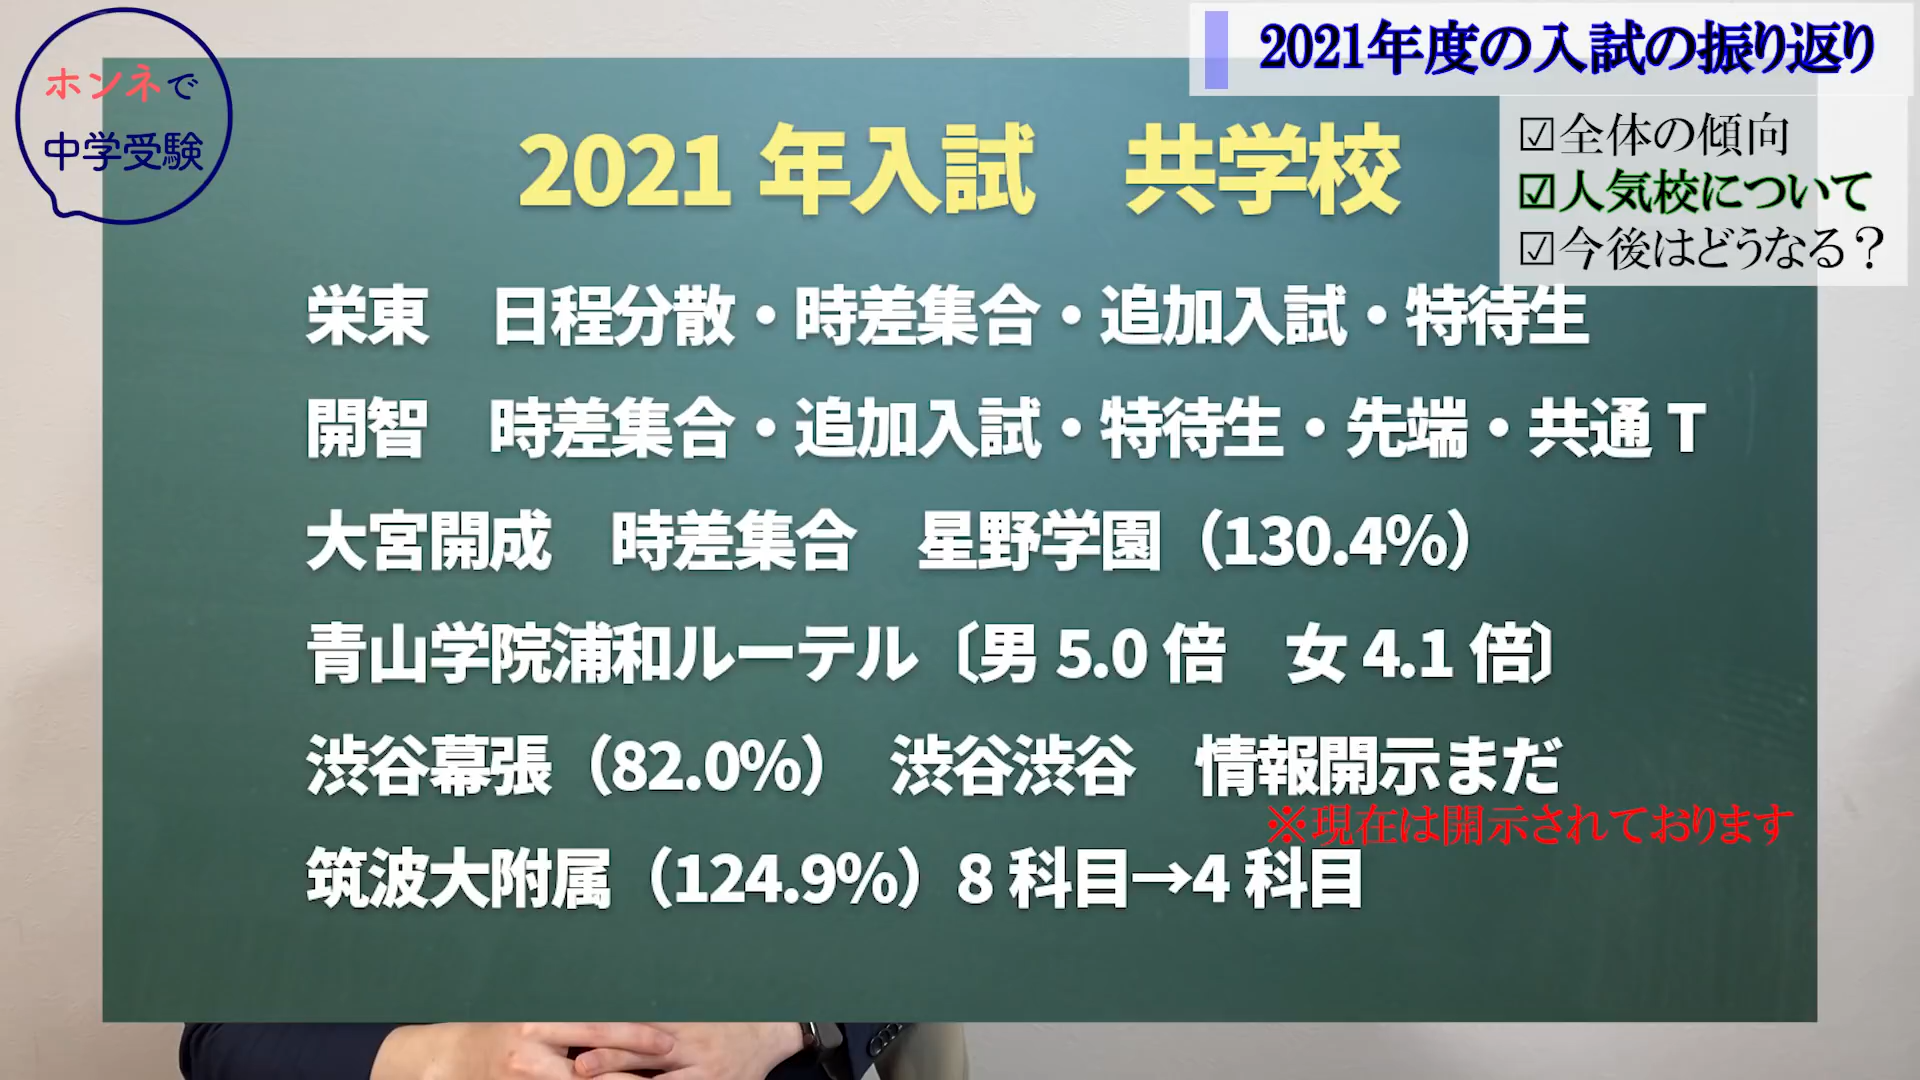 ホンネで
中学受験
2021年度の入試の振り返り
☑全体の傾向
☑人気校について
☑今後はどうなる？
2021年入試　共学校
栄東　日程分散・時差集合・追加入試・特待生
開智　時差集合・追加入試・特待生・先端・共通T
大宮開成　時差集合　星野学園（130.4%）
青山学院浦和ルーテル〔男5.0倍　女4.1倍〕
渋谷幕張（82.0%）　渋谷渋谷　情報開示まだ
※現在は開示されております
筑波大附属（124.9%）8科目→4科目